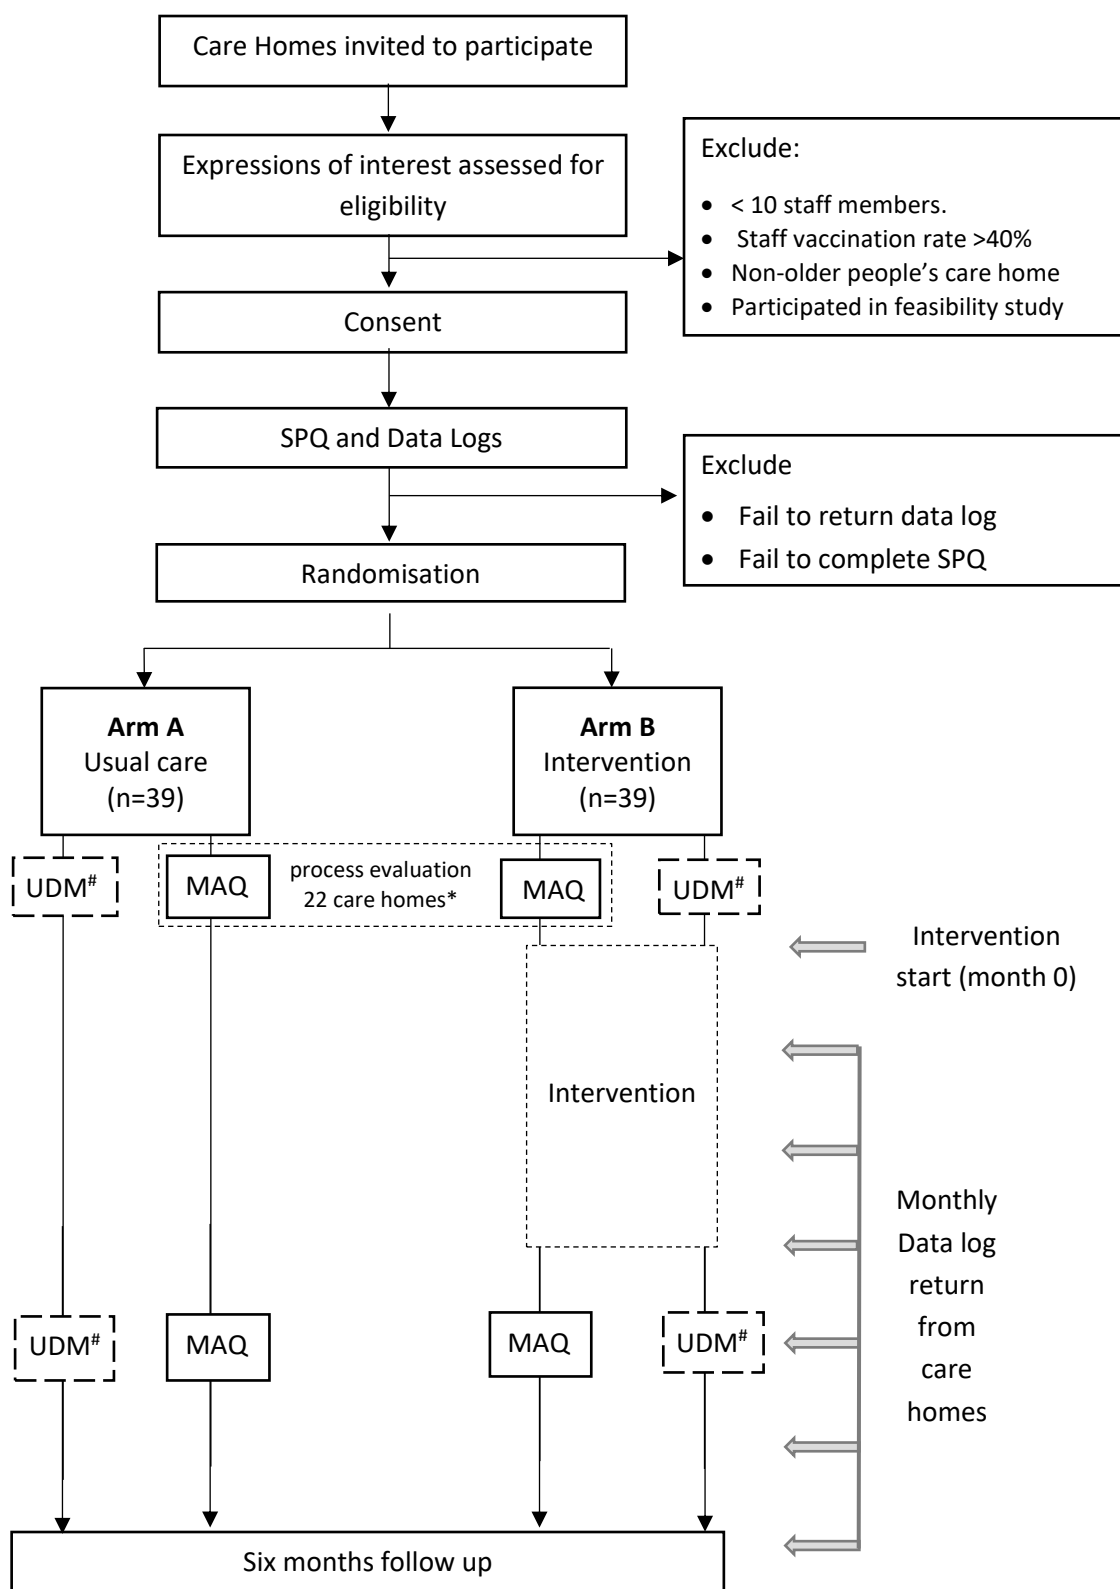 Care Homes invited to participate
Expressions of interest assessed for
eligibility
Exclude:
• < 10 staff members.
• Staff vaccination rate >40%
• Non-older people’s care home
• Participated in feasibility study
Consent
SPQ and Data Logs
Exclude
• Fail to return data log
• Fail to complete SPQ
Randomisation
Arm A
Usual care
(n=39)
Arm B
Intervention
(n=39)
UDM#
MAQ
process evaluation
22 care homes*
MAQ
UDM#
Intervention
start (month 0)
Intervention
Monthly
Data log
return
from
care
homes
UDM#
MAQ
MAQ
UDM#
Six months follow up